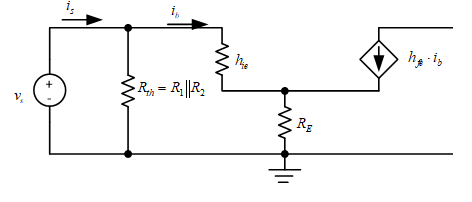 i_s
i_b
+
-
v_s
R_th = R_1||R_2
h_ie
h_fe · i_b
R_E